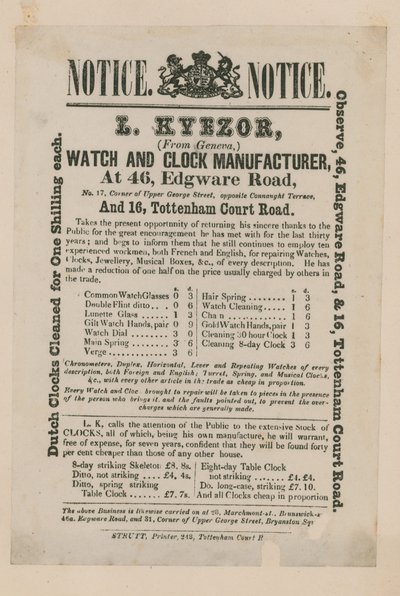 NOTICE. NOTICE.
L. KYEZOR,
(From Geneva,)
WATCH AND CLOCK MANUFACTURER,
At 46, Edgware Road,
No. 17, Corner of Upper George Street, opposite Connaught Terrace,
And 16, Tottenham Court Road.
Takes the present opportunity of returning his sincere thanks to the
Public for the great encouragement he has met with for the last thirty
years; and begs to inform them that he still continues to employ ten
experienced workmen, both French and English, for repairing Watches,
Clocks, Jewellery, Musical Boxes, &c., of every description. He has
made a reduction of one half on the price usually charged by others in
the trade.
s. d.
Common Watch Glasses 0 3
Double Flint ditto.... 0 6
Lunette Glass ...... 1 3
Gilt Watch Hands, pair 0 9
Watch Dial ........ 3 0
Main Spring ........ 3 6
Verge .............. 3 6
s. d.
Hair Spring ........ 1 3
Watch Cleaning..... 1 6
Cha n .............. 1 6
Gold Watch Hands, pair 1 3
Cleaning 30 hour Clock 1 3
Cleaning 8-day Clock 3 6
Chronometers, Duplex, Horizontal, Lever and Repeating Watches of every
description, both Foreign and English; Turret, Spring, and Musical Clocks,
&c., with every other article in the trade as cheap in proportion.
Every Watch and Cloc brought to repair will be taken to pieces in the presence
of the person who brings it and the faults pointed out, to prevent the over-
charges which are generally made.
L. K, calls the attention of the Public to the extensive Stock of
CLOCKS, all of which, being his own manufacture, he will warrant,
free of expense, for seven years, confident that they will be found forty
per cent cheaper than those of any other house.
8-day striking Skeleton £8. 8s.
Ditto, not striking .... £4, 4s.
Ditto, spring striking
Table Clock ....... £7. 7s.
Eight-day Table Clock
not striking ....... £4. £4.
Do. long-case, striking £7. 10.
And all Clocks cheap in proportion
The above Business is likewise carried on at 28, Marchmont-st., Brunswick-s
46a. Edgware Road, and 31, Corner of Upper George Street, Bryanston Sqr
STRUTT, Printer, 243, Tottenham Court R
Dutch Clocks Cleaned for One Shilling each.
Observe, 46, Edgware Road, & 16, Tottenham Court Road.